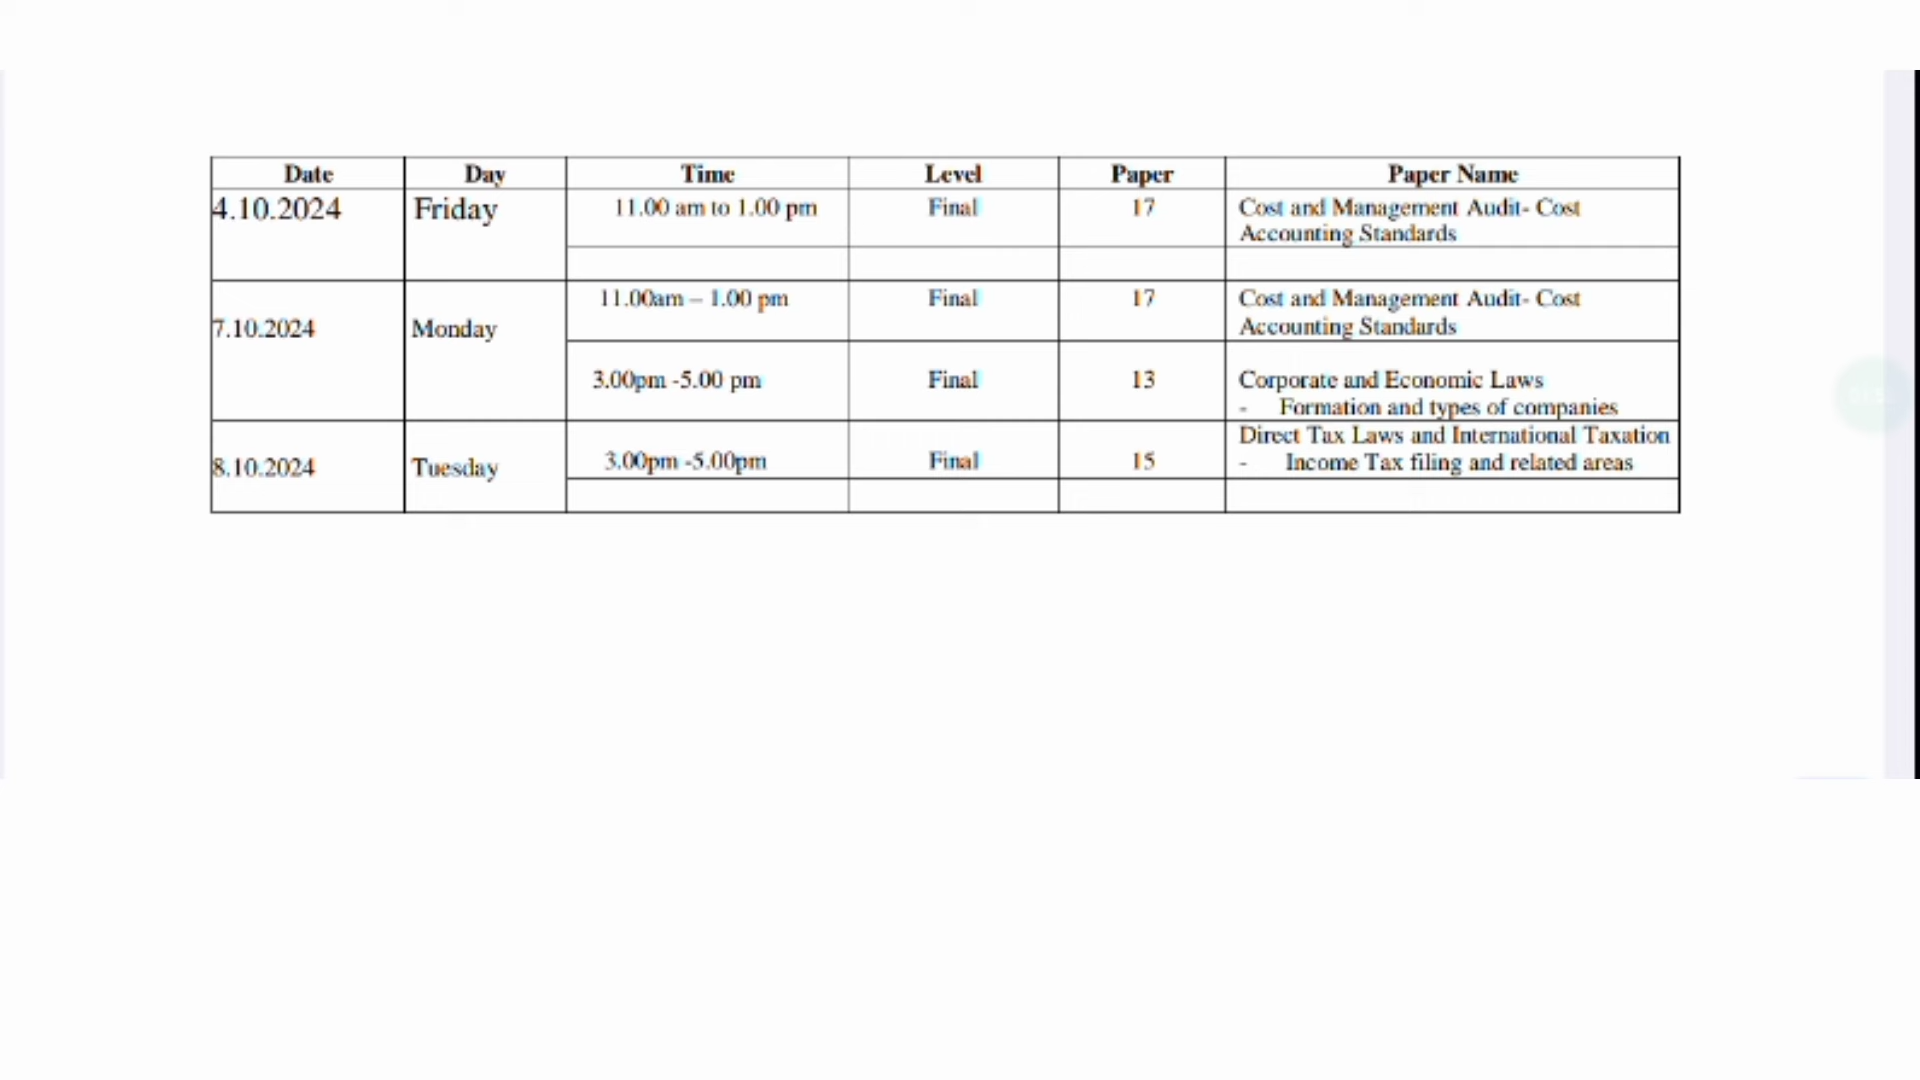 Date Day Time Level Paper Paper Name
4.10.2024 Friday 11.00 am to 1.00 pm Final 17 Cost and Management Audit- Cost
Accounting Standards
11.00am – 1.00 pm Final 17 Cost and Management Audit- Cost
7.10.2024 Monday Accounting Standards
3.00pm -5.00 pm Final 13 Corporate and Economic Laws
- Formation and types of companies
Direct Tax Laws and International Taxation
8.10.2024 Tuesday 3.00pm -5.00pm Final 15 - Income Tax filing and related areas